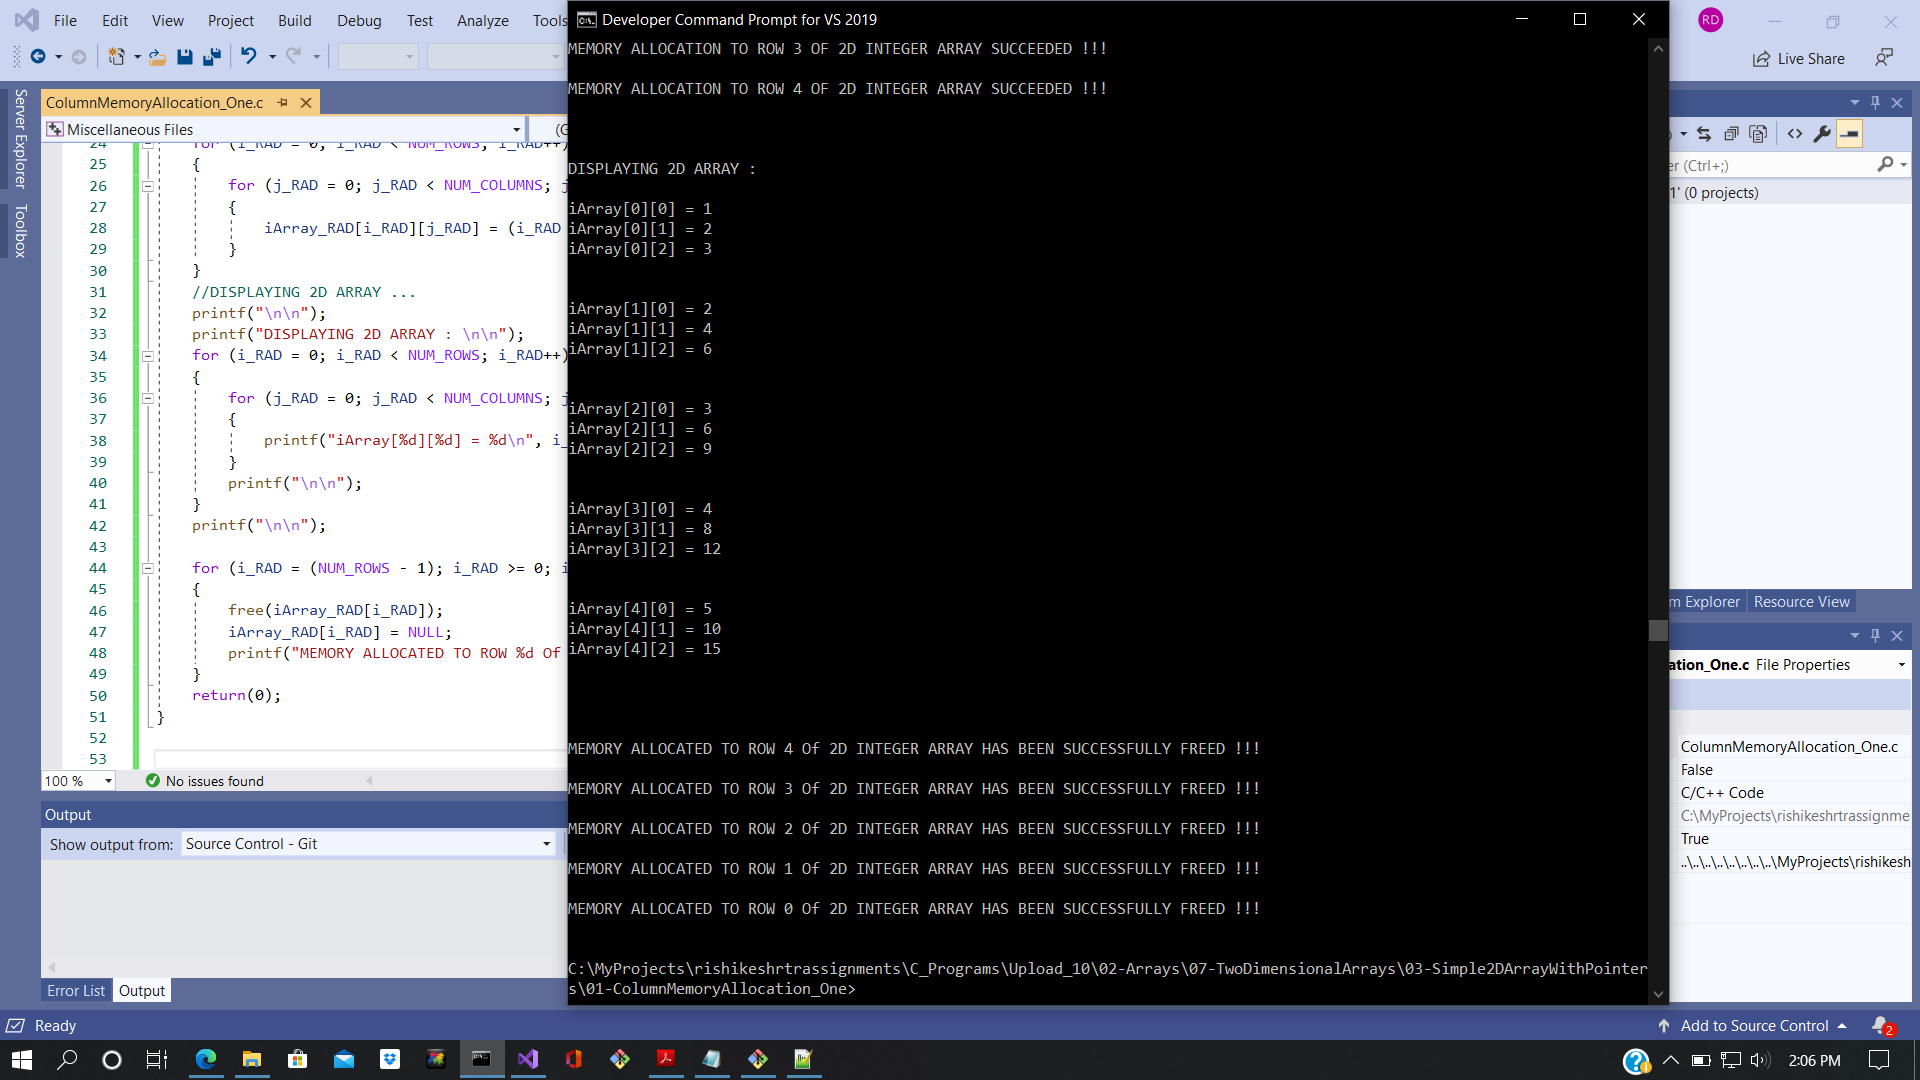 File Edit View Project Build Debug Test Analyze Tools
RD
Live Share
Server Explorer
Toolbox
ColumnMemoryAllocation_One.c
Miscellaneous Files
(G
24 for (i_RAD = 0; i_RAD < NUM_ROWS; i_RAD++)
25 {
26 for (j_RAD = 0; j_RAD < NUM_COLUMNS; j
27 {
28 iArray_RAD[i_RAD][j_RAD] = (i_RAD
29 }
30 }
31 //DISPLAYING 2D ARRAY ...
32 printf("\n\n");
33 printf("DISPLAYING 2D ARRAY : \n\n");
34 for (i_RAD = 0; i_RAD < NUM_ROWS; i_RAD++)
35 {
36 for (j_RAD = 0; j_RAD < NUM_COLUMNS; j
37 {
38 printf("iArray[%d][%d] = %d\n", i_
39 }
40 printf("\n\n");
41 }
42 printf("\n\n");
43
44 for (i_RAD = (NUM_ROWS - 1); i_RAD >= 0; i
45 {
46 free(iArray_RAD[i_RAD]);
47 iArray_RAD[i_RAD] = NULL;
48 printf("MEMORY ALLOCATED TO ROW %d Of
49 }
50 return(0);
51 }
52
53
100 %
No issues found
Output
Show output from: Source Control - Git
Error List Output
Developer Command Prompt for VS 2019
MEMORY ALLOCATION TO ROW 3 OF 2D INTEGER ARRAY SUCCEEDED !!!
MEMORY ALLOCATION TO ROW 4 OF 2D INTEGER ARRAY SUCCEEDED !!!
DISPLAYING 2D ARRAY :
iArray[0][0] = 1
iArray[0][1] = 2
iArray[0][2] = 3
iArray[1][0] = 2
iArray[1][1] = 4
iArray[1][2] = 6
iArray[2][0] = 3
iArray[2][1] = 6
iArray[2][2] = 9
iArray[3][0] = 4
iArray[3][1] = 8
iArray[3][2] = 12
iArray[4][0] = 5
iArray[4][1] = 10
iArray[4][2] = 15
MEMORY ALLOCATED TO ROW 4 Of 2D INTEGER ARRAY HAS BEEN SUCCESSFULLY FREED !!!
MEMORY ALLOCATED TO ROW 3 Of 2D INTEGER ARRAY HAS BEEN SUCCESSFULLY FREED !!!
MEMORY ALLOCATED TO ROW 2 Of 2D INTEGER ARRAY HAS BEEN SUCCESSFULLY FREED !!!
MEMORY ALLOCATED TO ROW 1 Of 2D INTEGER ARRAY HAS BEEN SUCCESSFULLY FREED !!!
MEMORY ALLOCATED TO ROW 0 Of 2D INTEGER ARRAY HAS BEEN SUCCESSFULLY FREED !!!
C:\MyProjects\rishikeshrtrassignments\C_Programs\Upload_10\02-Arrays\07-TwoDimensionalArrays\03-Simple2DArrayWithPointer
s\01-ColumnMemoryAllocation_One>
er (Ctrl+;)
1' (0 projects)
m Explorer Resource View
ation_One.c File Properties
ColumnMemoryAllocation_One.c
False
C/C++ Code
C:\MyProjects\rishikeshrtrassignme
True
..\..\..\..\..\..\..\..\MyProjects\rishikesh
Ready
Add to Source Control
2
2:06 PM